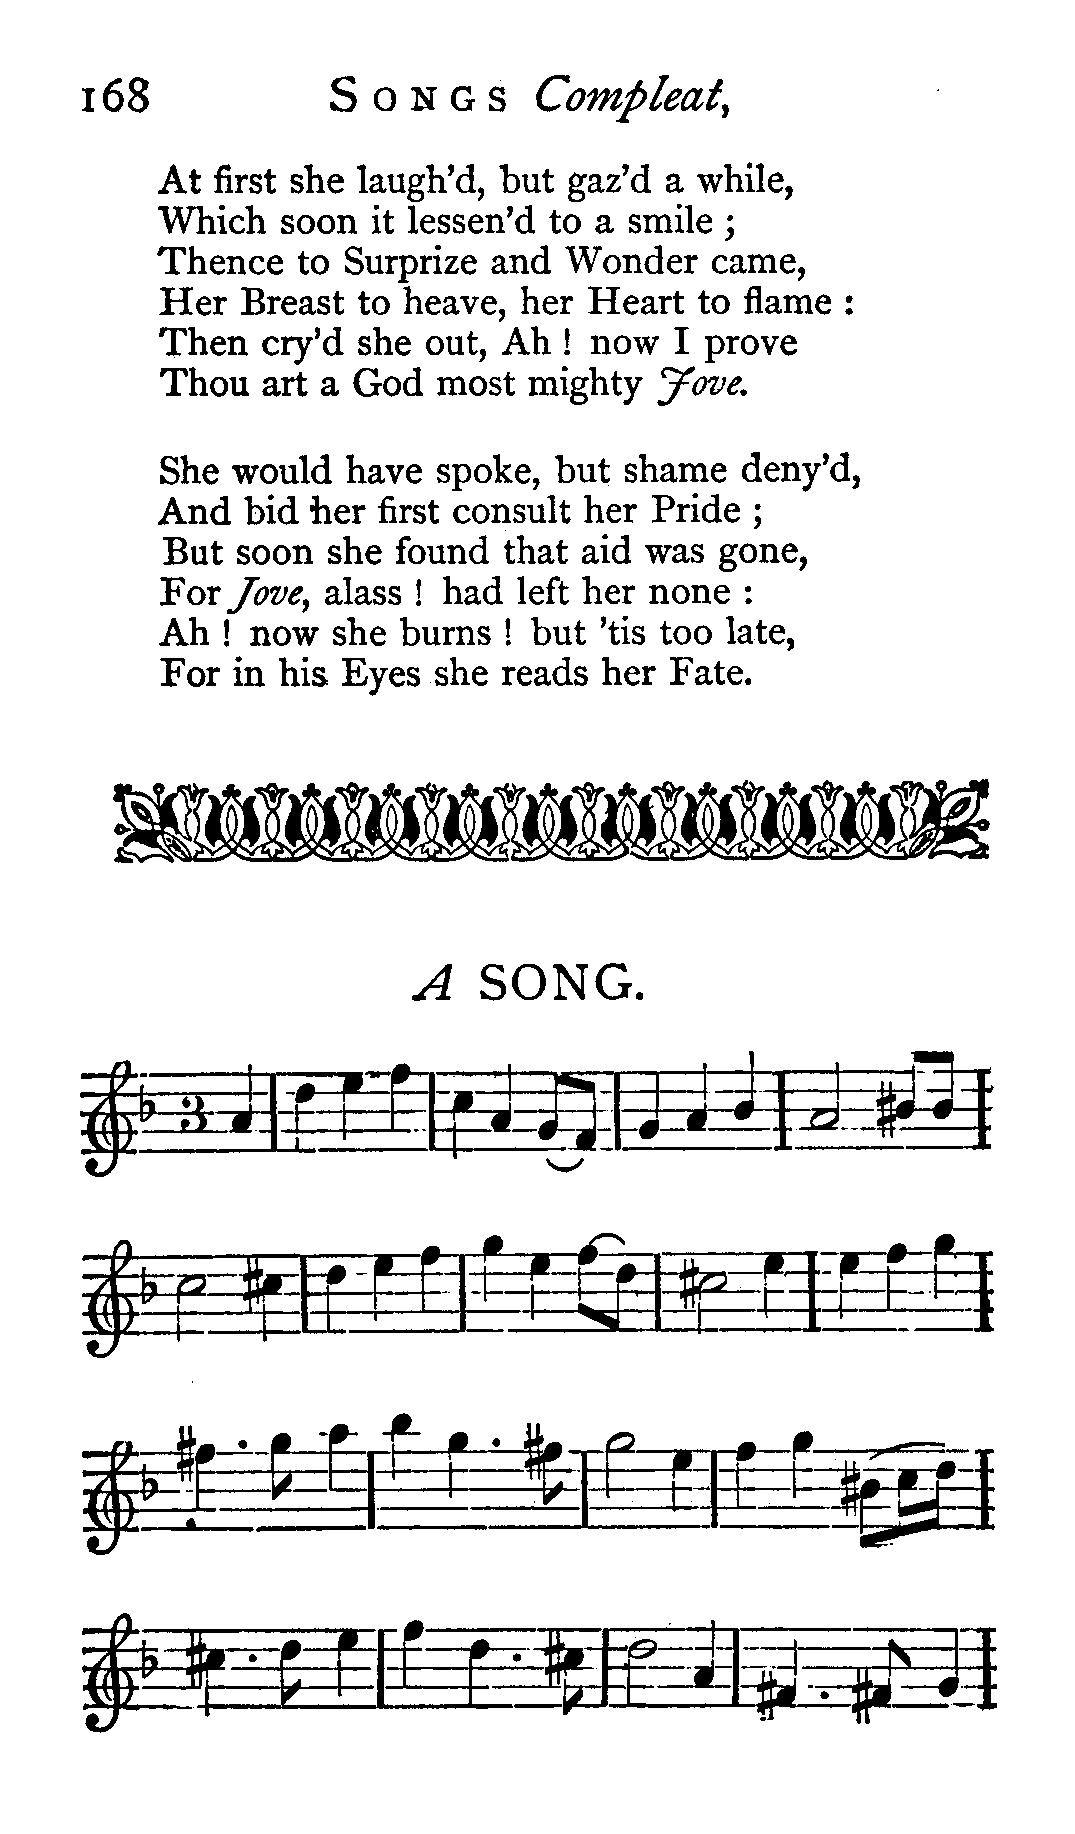 168 SONGS Compleat,
At first she laugh'd, but gaz'd a while,
Which soon it lessen'd to a smile ;
Thence to Surprize and Wonder came,
Her Breast to heave, her Heart to flame :
Then cry'd she out, Ah ! now I prove
Thou art a God most mighty Jove.
She would have spoke, but shame deny'd,
And bid her first consult her Pride ;
But soon she found that aid was gone,
For Jove, alass ! had left her none :
Ah ! now she burns ! but 'tis too late,
For in his Eyes she reads her Fate.
A SONG.
3